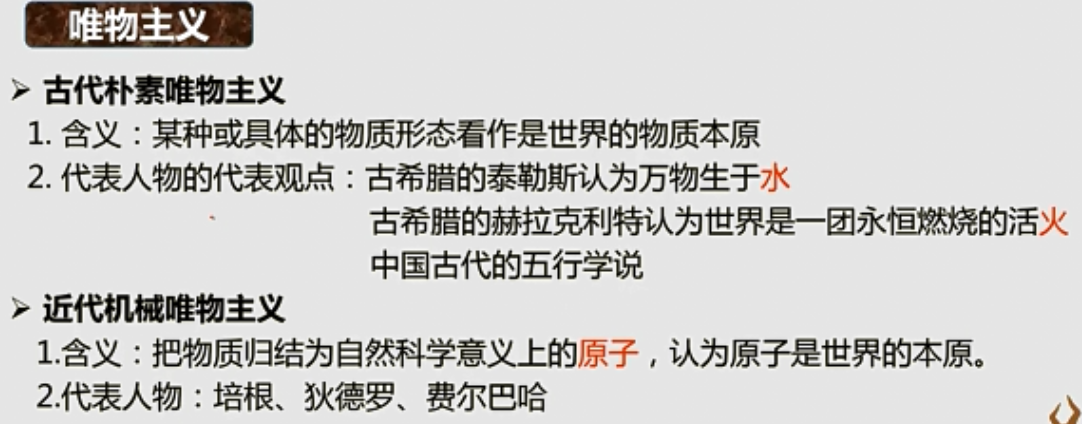 唯物主义
➢ 古代朴素唯物主义
1. 含义：某种或具体的物质形态看作是世界的物质本原
2. 代表人物的代表观点：古希腊的泰勒斯认为万物生于水
古希腊的赫拉克利特认为世界是一团永恒燃烧的活火
中国古代的五行学说
➢ 近代机械唯物主义
1.含义：把物质归结为自然科学意义上的原子，认为原子是世界的本原。
2.代表人物：培根、狄德罗、费尔巴哈